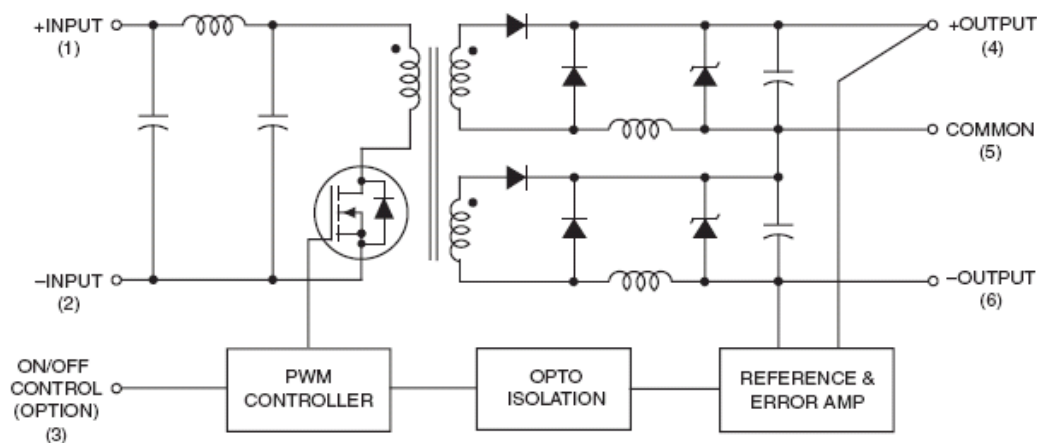 +INPUT
(1)
+OUTPUT
(4)
COMMON
(5)
–INPUT
(2)
–OUTPUT
(6)
ON/OFF
CONTROL
(OPTION)
(3)
PWM
CONTROLLER
OPTO
ISOLATION
REFERENCE &
ERROR AMP